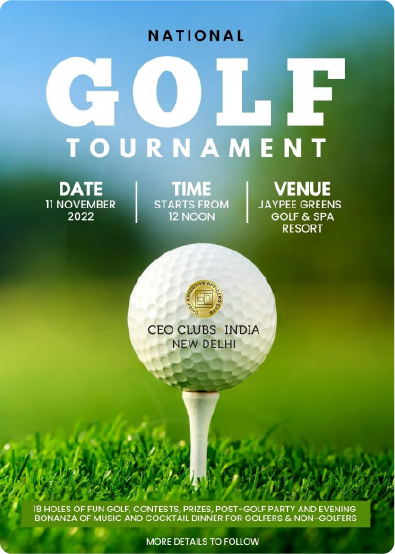 NATIONAL
GOLF
TOURNAMENT
DATE
11 NOVEMBER
2022
TIME
STARTS FROM
12 NOON
VENUE
JAYPEE GREENS
GOLF & SPA
RESORT
CEO CLUBS INDIA
NEW DELHI
18 HOLES OF FUN GOLF, CONTESTS, PRIZES, POST-GOLF PARTY AND EVENING
BONANZA OF MUSIC AND COCKTAIL DINNER FOR GOLFERS & NON-GOLFERS
MORE DETAILS TO FOLLOW